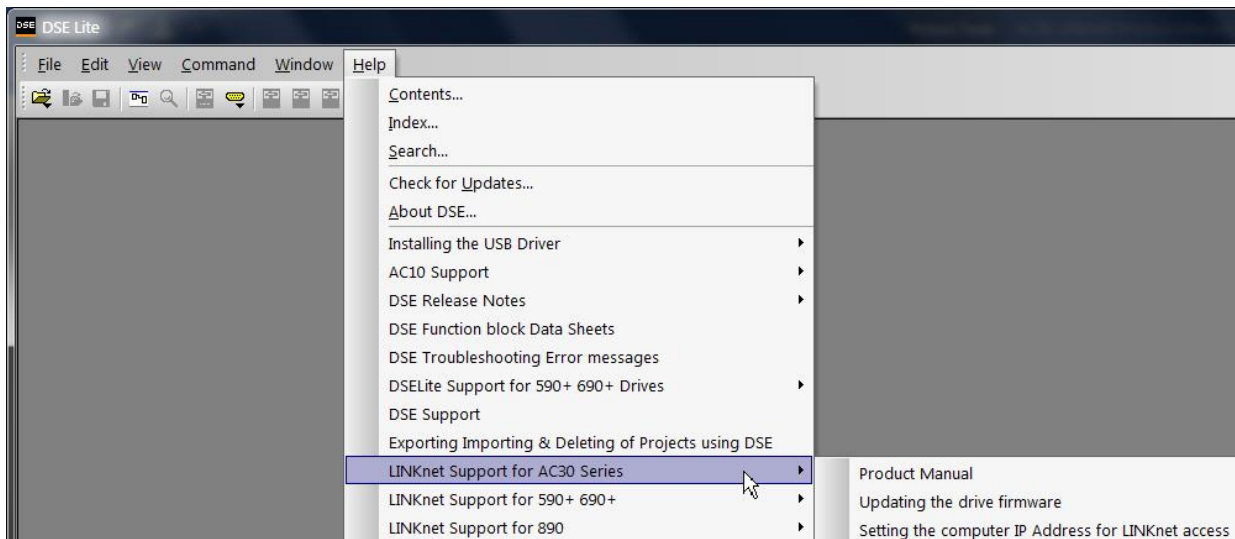 DSE DSE Lite
File Edit View Command Window Help
Contents...
Index...
Search...
Check for Updates...
About DSE...
Installing the USB Driver
AC10 Support
DSE Release Notes
DSE Function block Data Sheets
DSE Troubleshooting Error messages
DSELite Support for 590+ 690+ Drives
DSE Support
Exporting Importing & Deleting of Projects using DSE
LINKnet Support for AC30 Series
Product Manual
LINKnet Support for 590+ 690+
Updating the drive firmware
LINKnet Support for 890
Setting the computer IP Address for LINKnet access